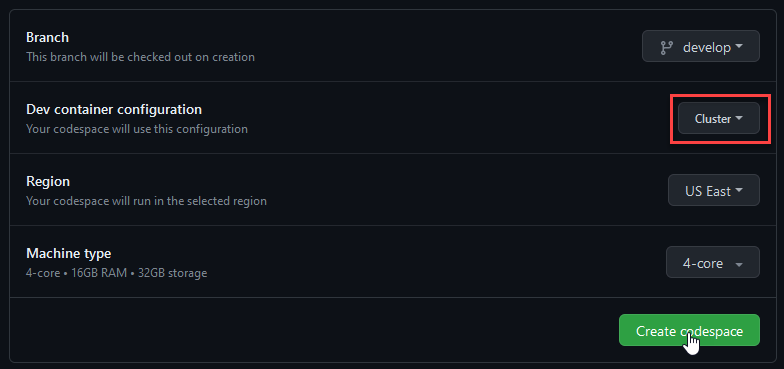 Branch
This branch will be checked out on creation
develop
Dev container configuration
Your codespace will use this configuration
Cluster
Region
Your codespace will run in the selected region
US East
Machine type
4-core • 16GB RAM • 32GB storage
4-core
Create codespace